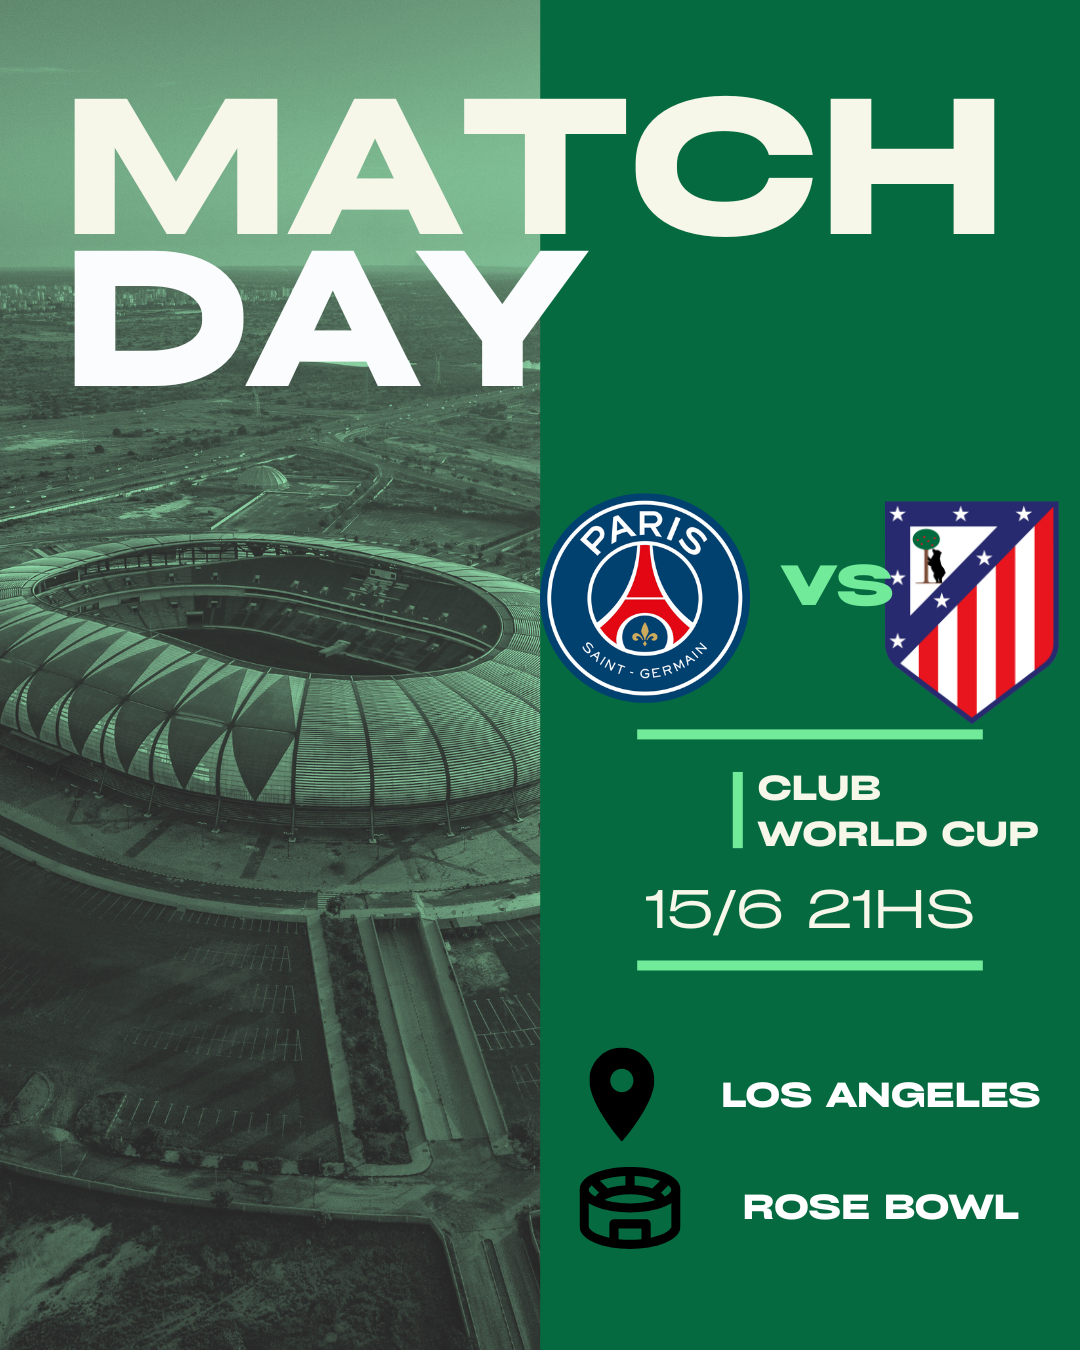 MATCH
DAY
PARIS
SAINT - GERMAIN
VS
CLUB
WORLD CUP
15/6 21HS
LOS ANGELES
ROSE BOWL